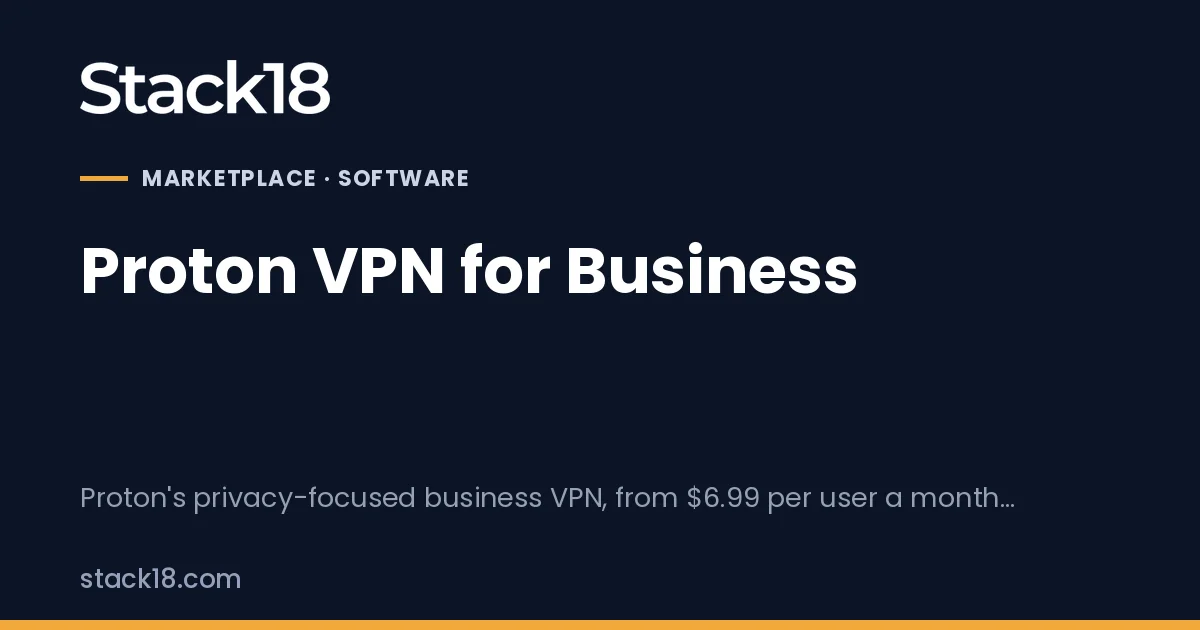 Stack18
MARKETPLACE · SOFTWARE
Proton VPN for Business
Proton's privacy-focused business VPN, from $6.99 per user a month...
stack18.com